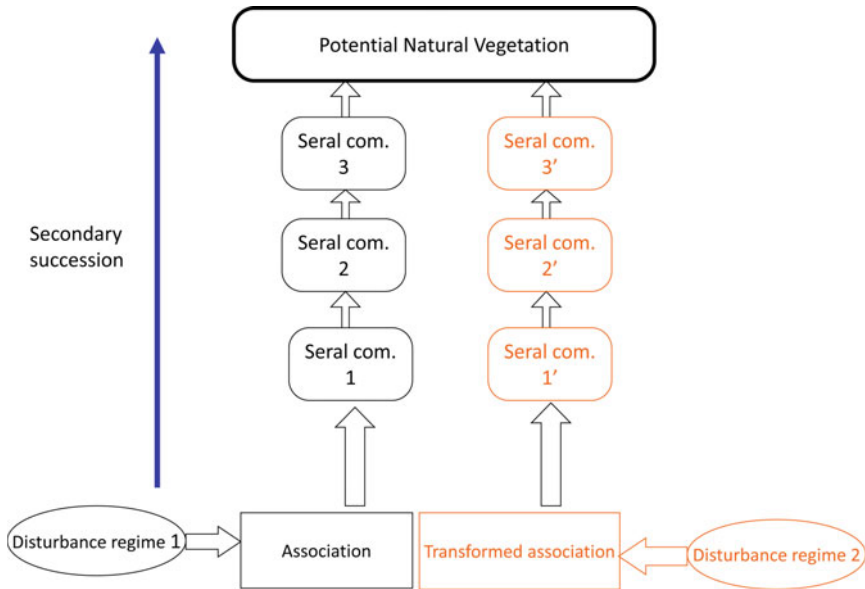 Potential Natural Vegetation
Seral com.
3
Seral com.
3’
Secondary
succession
Seral com.
2
Seral com.
2’
Seral com.
1
Seral com.
1’
Disturbance regime 1
Association
Transformed association
Disturbance regime 2